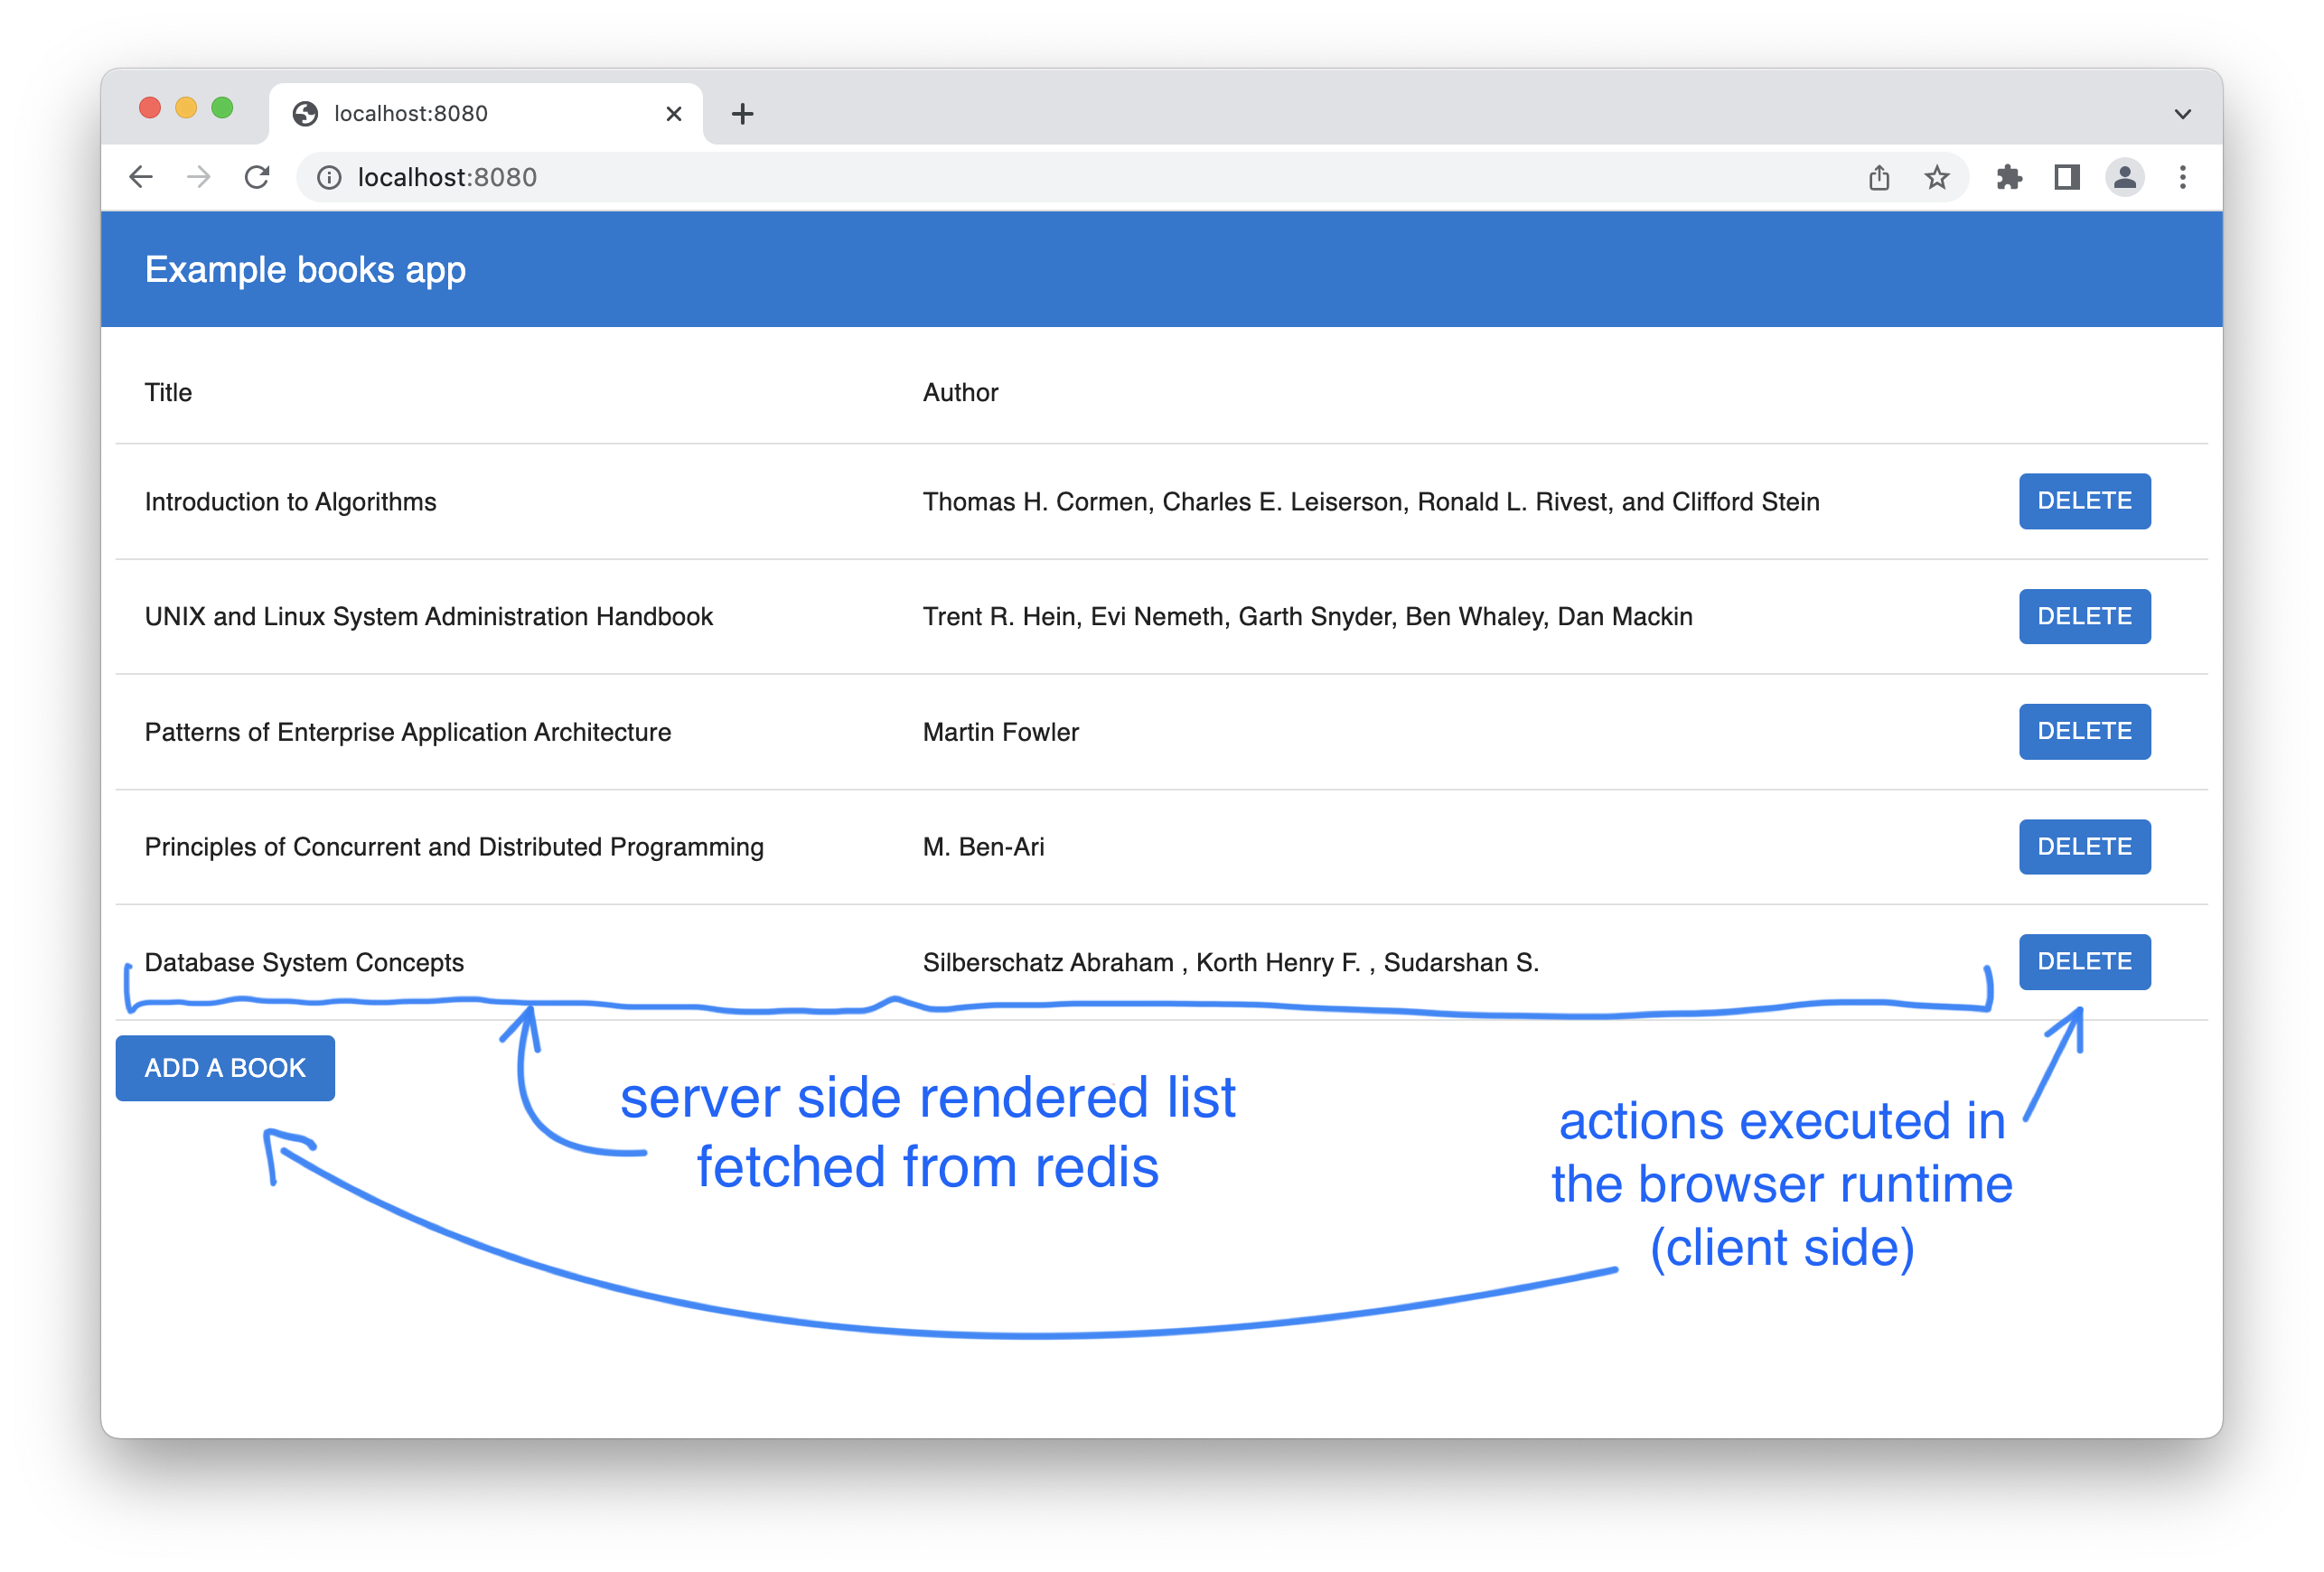 localhost:8080
localhost:8080
Example books app
Title Author
Introduction to Algorithms Thomas H. Cormen, Charles E. Leiserson, Ronald L. Rivest, and Clifford Stein DELETE
UNIX and Linux System Administration Handbook Trent R. Hein, Evi Nemeth, Garth Snyder, Ben Whaley, Dan Mackin DELETE
Patterns of Enterprise Application Architecture Martin Fowler DELETE
Principles of Concurrent and Distributed Programming M. Ben-Ari DELETE
Database System Concepts Silberschatz Abraham , Korth Henry F. , Sudarshan S. DELETE
ADD A BOOK
server side rendered list
fetched from redis
actions executed in
the browser runtime
(client side)